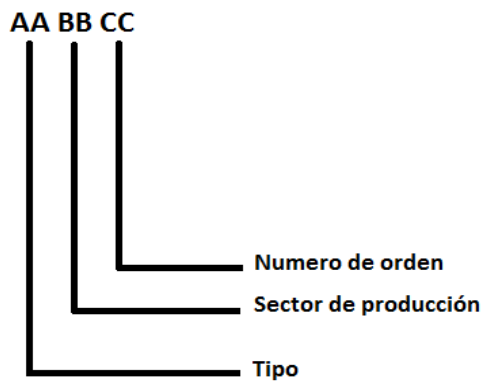 AA BB CC
Numero de orden
Sector de producción
Tipo